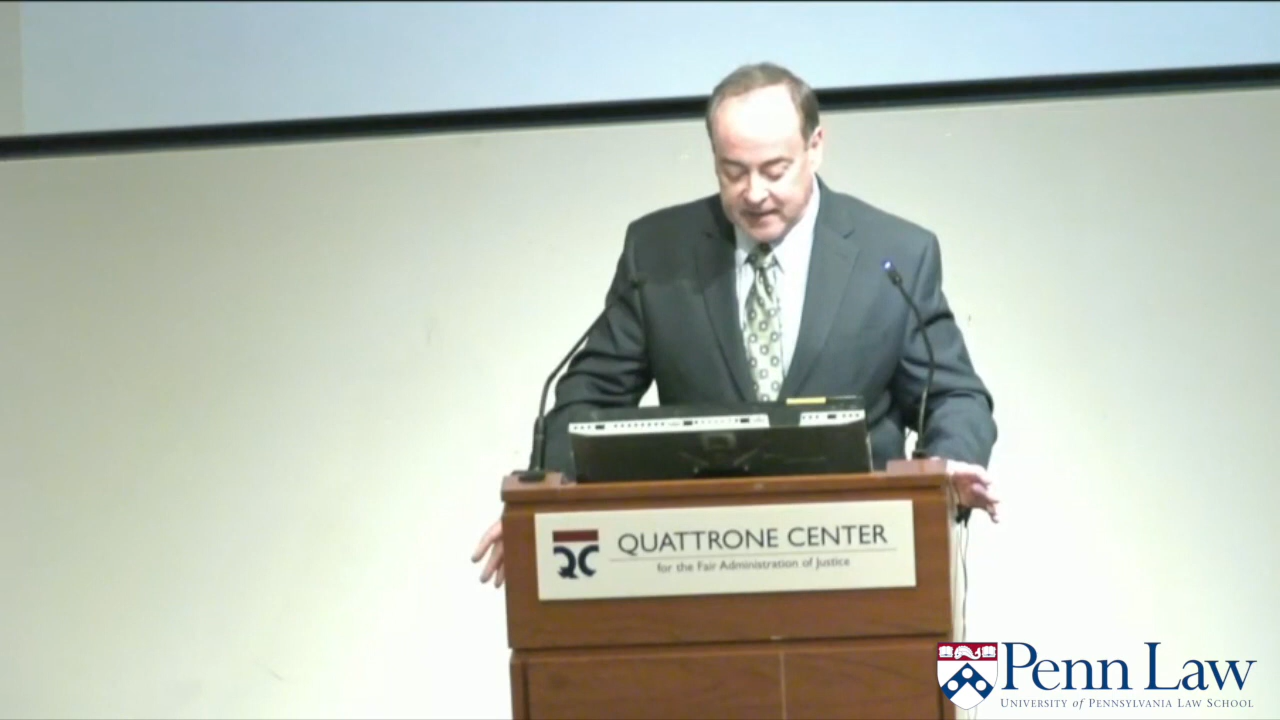 QC
QUATTRONE CENTER
for the Fair Administration of Justice
Penn Law
UNIVERSITY of PENNSYLVANIA LAW SCHOOL